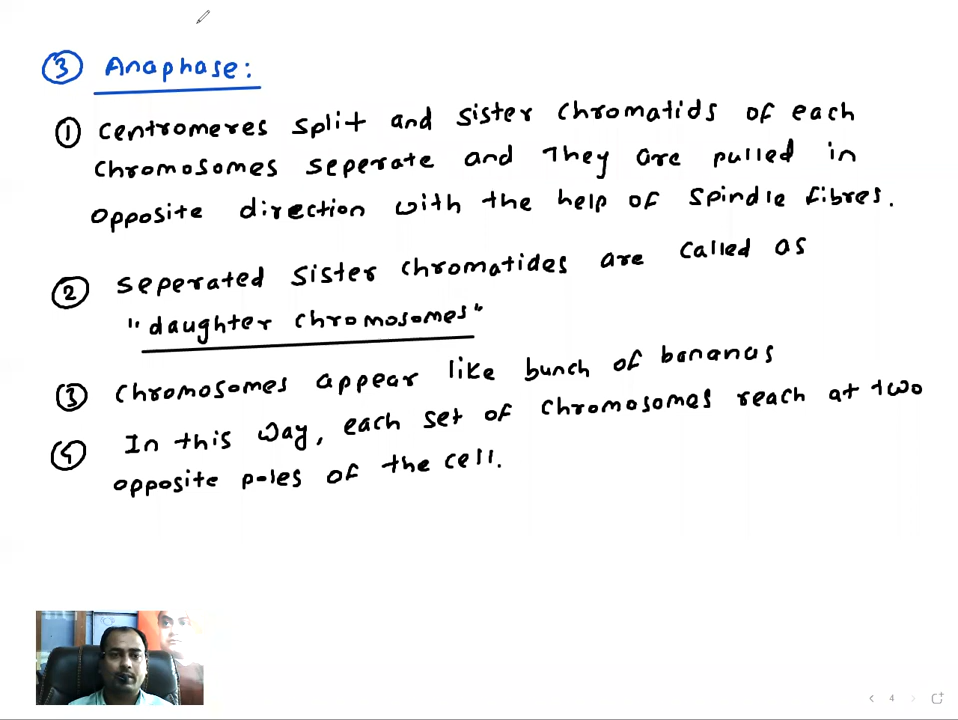 ③ Anaphase:
① Centromeres split and sister chromatids of each
chromosomes seperate and They are pulled in
opposite direction with the help of spindle fibres.
② Seperated sister chromatides are called as
"daughter chromosomes"
③ Chromosomes appear like bunch of bananas
④ In this way, each set of chromosomes reach at two
opposite poles of the cell.
4